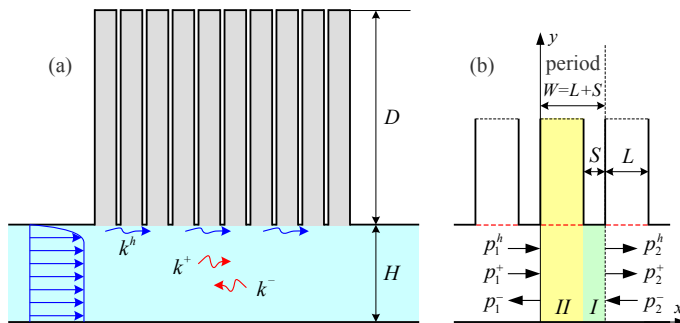 (a)
D
H
k^h
k^+
k^-
(b)
y
period
W=L+S
S
L
p_1^h
p_2^h
p_1^+
p_2^+
p_1^-
p_2^-
II
I
x